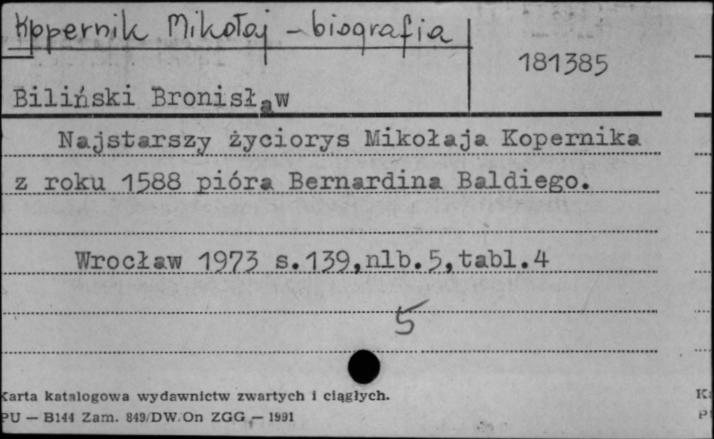 Kopernik Mikołaj - biografia
181385
Biliński Bronisław
Najstarszy życiorys Mikołaja Kopernika
z roku 1588 pióra Bernardina Baldiego.
Wrocław 1973 s.139,nlb.5,tabl.4
5
Karta katalogowa wydawnictw zwartych i ciągłych.
PU — B144 Zam. 849/DW.On ZGG — 1991